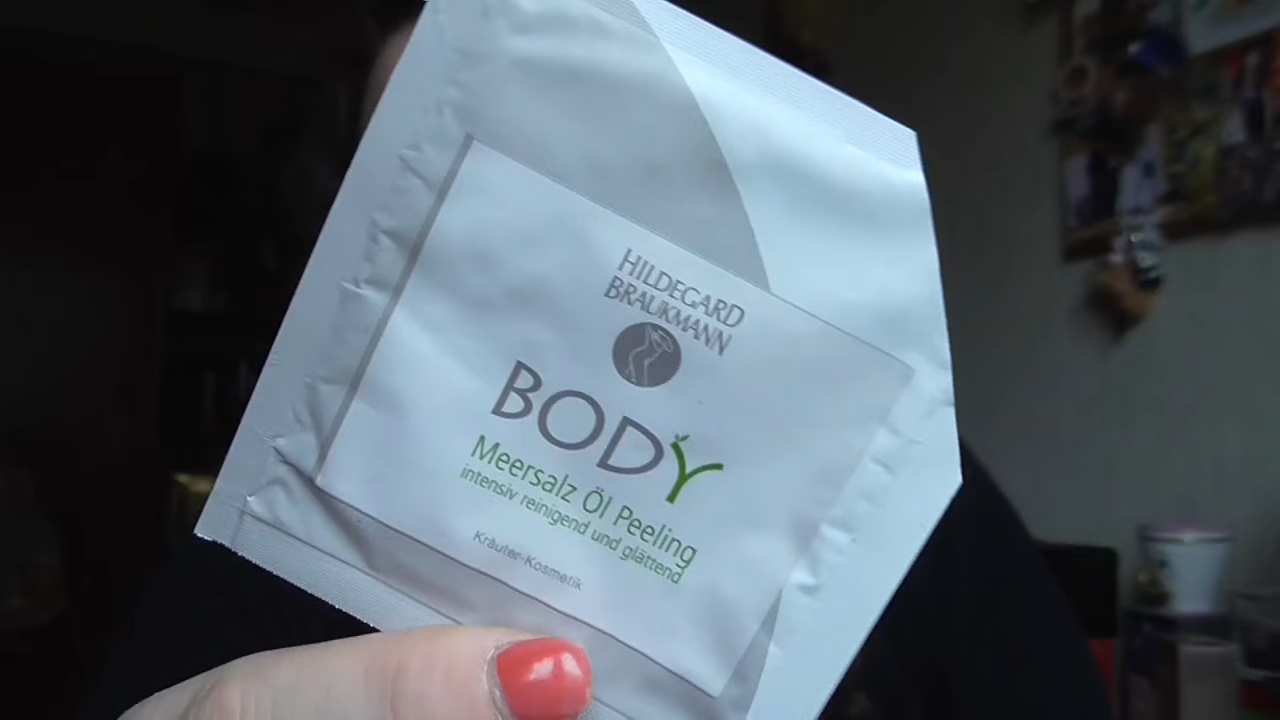 HILDEGARD
BRAUKMANN
BODY
Meersalz Öl Peeling
intensiv reinigend und glättend
Kräuter-Kosmetik